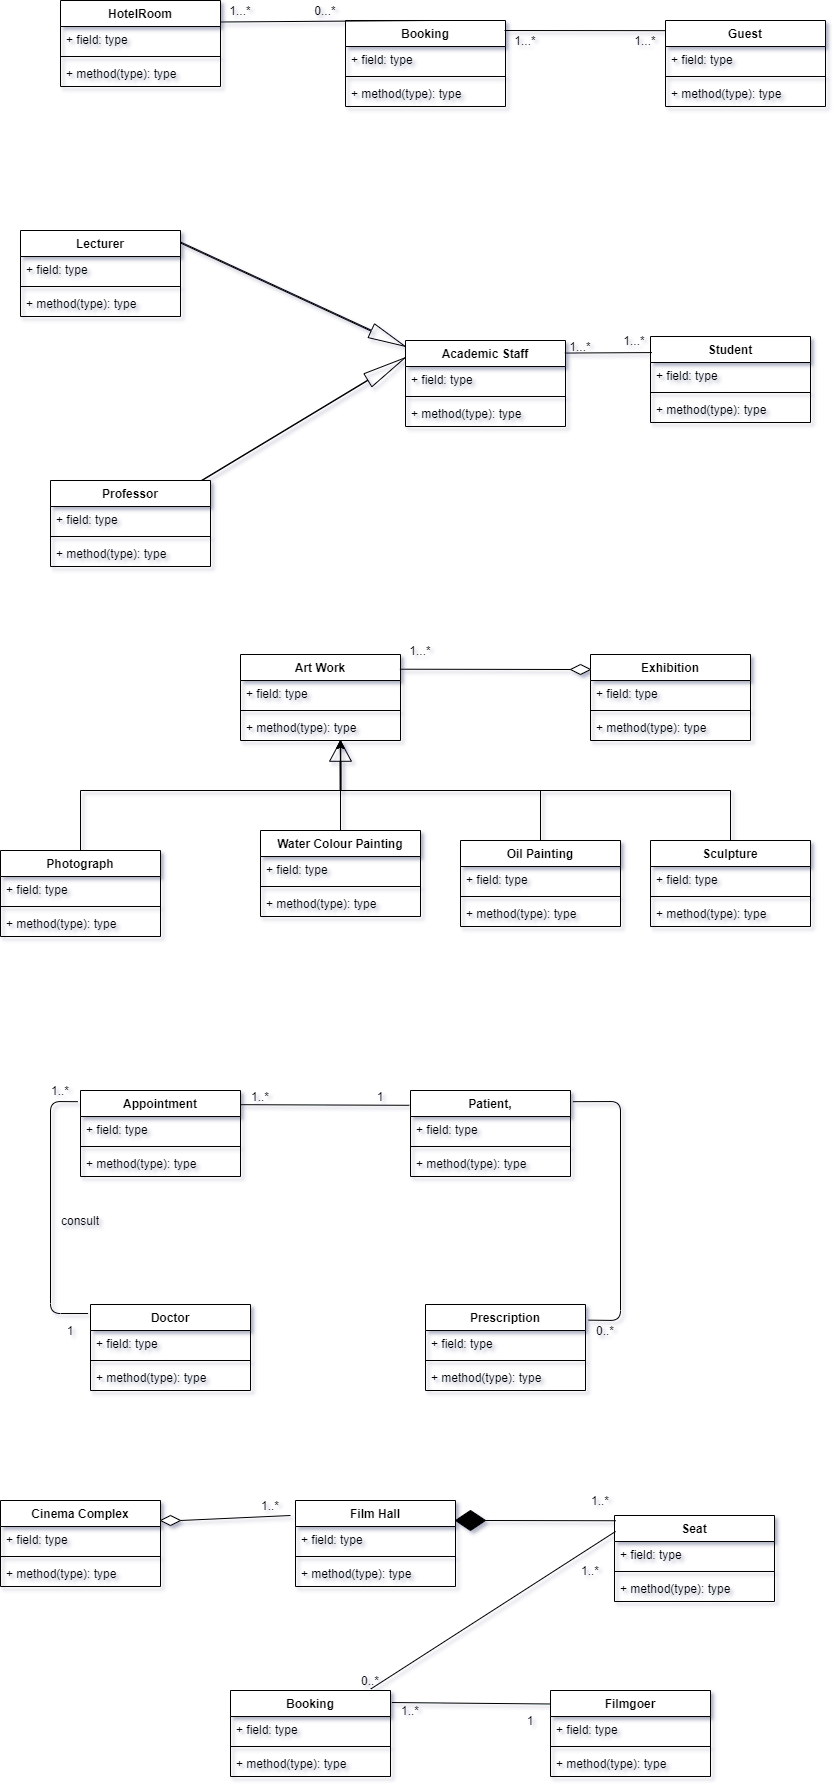 HotelRoom
+ field: type
+ method(type): type
1...*
0...*
Booking
+ field: type
+ method(type): type
1...*
1...*
Guest
+ field: type
+ method(type): type
Lecturer
+ field: type
+ method(type): type
Academic Staff
+ field: type
+ method(type): type
1...*
1...*
Student
+ field: type
+ method(type): type
Professor
+ field: type
+ method(type): type
Art Work
+ field: type
+ method(type): type
1...*
Exhibition
+ field: type
+ method(type): type
Photograph
+ field: type
+ method(type): type
Water Colour Painting
+ field: type
+ method(type): type
Oil Painting
+ field: type
+ method(type): type
Sculpture
+ field: type
+ method(type): type
1..*
Appointment
+ field: type
+ method(type): type
1..*
1
Patient,
+ field: type
+ method(type): type
consult
1
Doctor
+ field: type
+ method(type): type
Prescription
+ field: type
+ method(type): type
0..*
Cinema Complex
+ field: type
+ method(type): type
1..*
Film Hall
+ field: type
+ method(type): type
1..*
Seat
+ field: type
+ method(type): type
1..*
0..*
Booking
+ field: type
+ method(type): type
1..*
1
Filmgoer
+ field: type
+ method(type): type